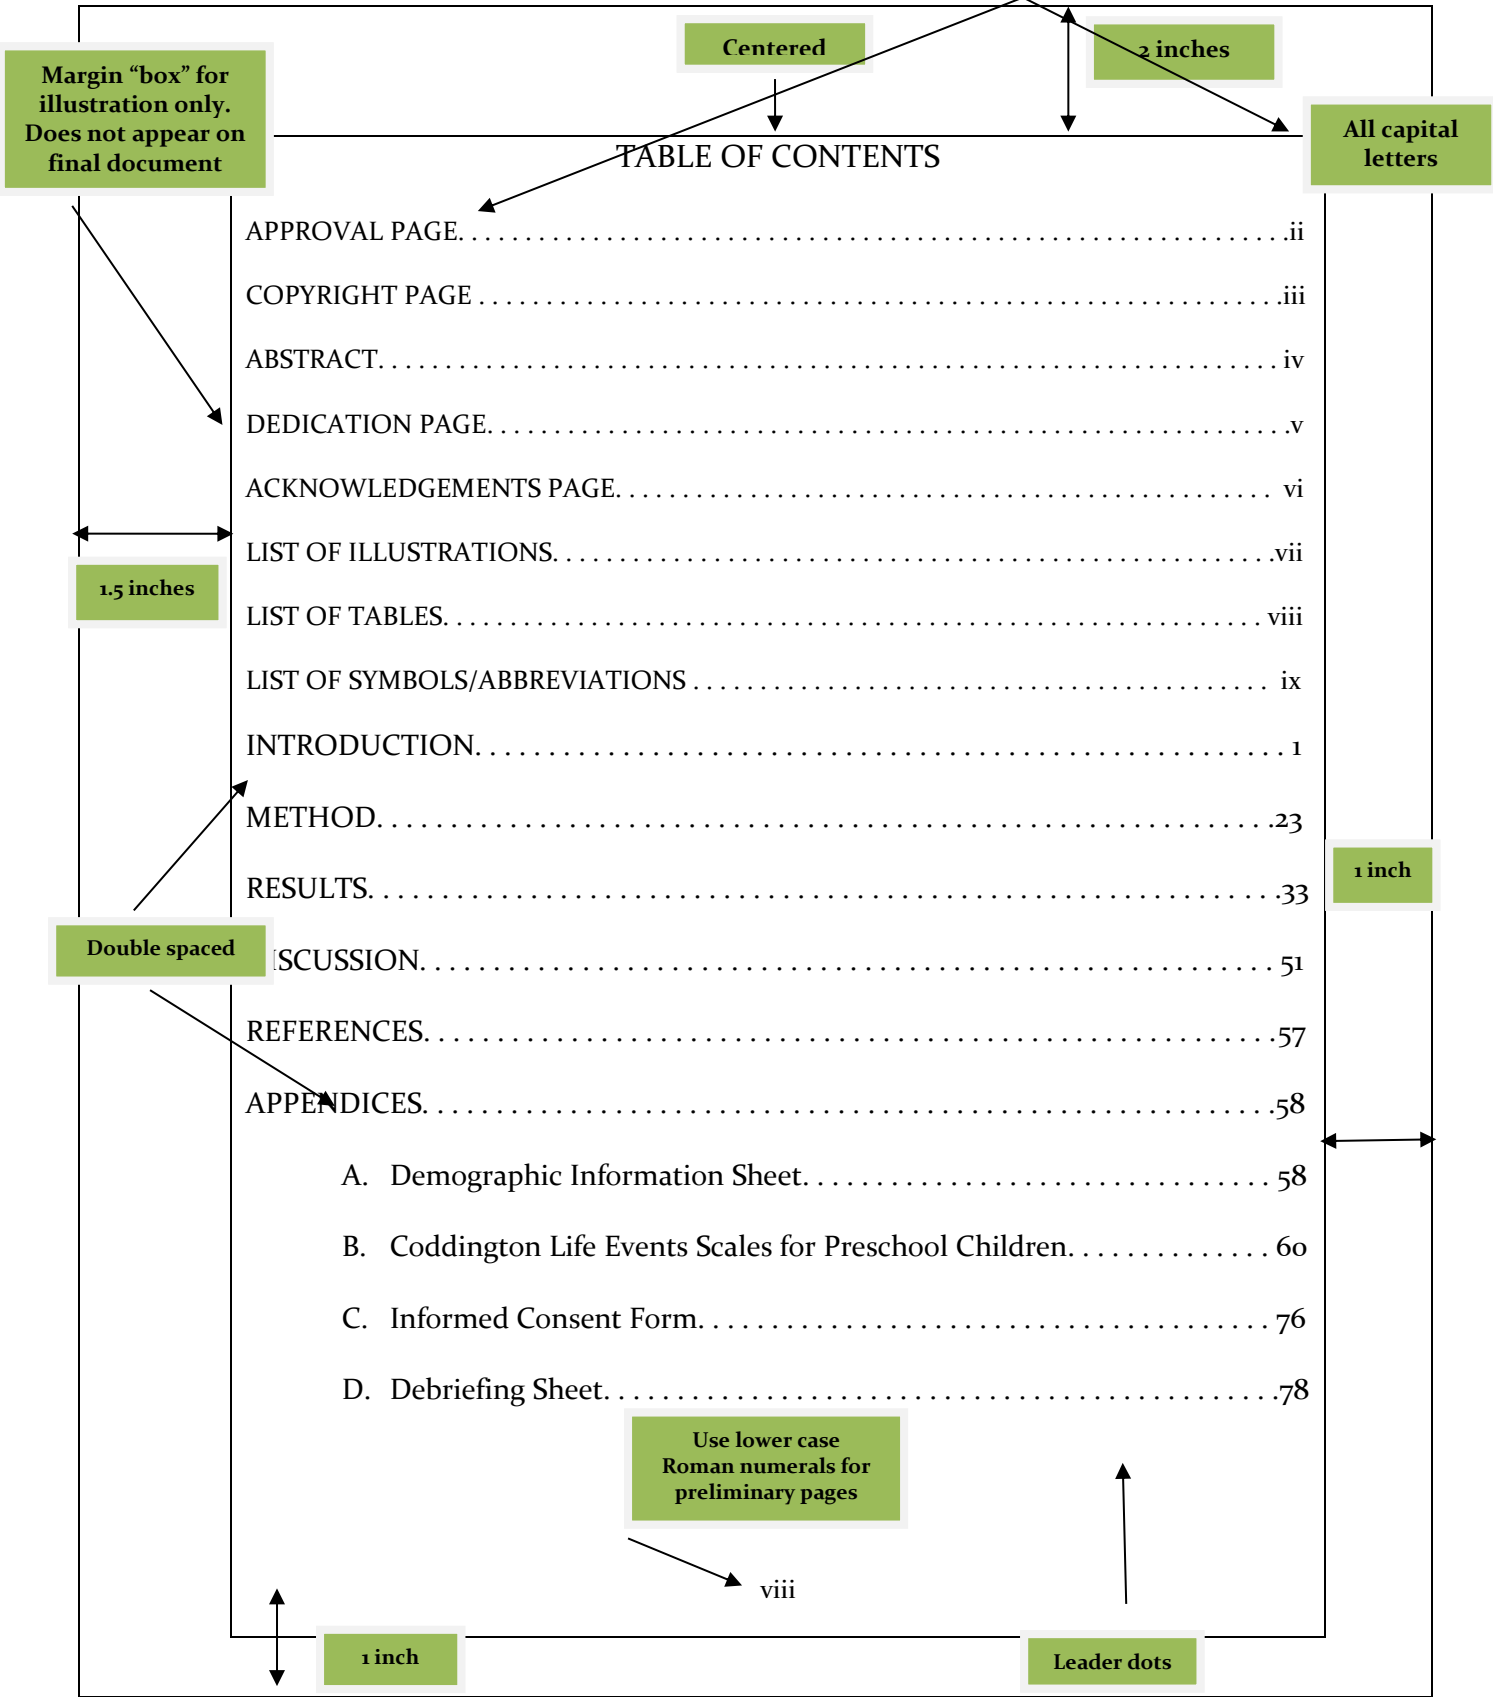 Centered
2 inches
Margin “box” for
illustration only.
Does not appear on
final document
All capital
letters
TABLE OF CONTENTS
APPROVAL PAGE. . . . . . . . . . . . . . . . . . . . . . . . . . . . . . . . . . . . . . . . . . . . . . . . . . . . . . . . . . . . . .ii
COPYRIGHT PAGE . . . . . . . . . . . . . . . . . . . . . . . . . . . . . . . . . . . . . . . . . . . . . . . . . . . . . . . . . . . .iii
ABSTRACT. . . . . . . . . . . . . . . . . . . . . . . . . . . . . . . . . . . . . . . . . . . . . . . . . . . . . . . . . . . . . . . . . . . iv
DEDICATION PAGE. . . . . . . . . . . . . . . . . . . . . . . . . . . . . . . . . . . . . . . . . . . . . . . . . . . . . . . . . . . .v
ACKNOWLEDGEMENTS PAGE. . . . . . . . . . . . . . . . . . . . . . . . . . . . . . . . . . . . . . . . . . . . . . . . . vi
LIST OF ILLUSTRATIONS. . . . . . . . . . . . . . . . . . . . . . . . . . . . . . . . . . . . . . . . . . . . . . . . . . . . . .vii
1.5 inches
LIST OF TABLES. . . . . . . . . . . . . . . . . . . . . . . . . . . . . . . . . . . . . . . . . . . . . . . . . . . . . . . . . . . . . viii
LIST OF SYMBOLS/ABBREVIATIONS . . . . . . . . . . . . . . . . . . . . . . . . . . . . . . . . . . . . . . . . . . . ix
INTRODUCTION. . . . . . . . . . . . . . . . . . . . . . . . . . . . . . . . . . . . . . . . . . . . . . . . . . . . . . . 1
METHOD. . . . . . . . . . . . . . . . . . . . . . . . . . . . . . . . . . . . . . . . . . . . . . . . . . . . . . . . . . . . .23
1 inch
RESULTS. . . . . . . . . . . . . . . . . . . . . . . . . . . . . . . . . . . . . . . . . . . . . . . . . . . . . . . . . . . . . .33
Double spaced
ISCUSSION. . . . . . . . . . . . . . . . . . . . . . . . . . . . . . . . . . . . . . . . . . . . . . . . . . . . . . . . . . 51
REFERENCES. . . . . . . . . . . . . . . . . . . . . . . . . . . . . . . . . . . . . . . . . . . . . . . . . . . . . . . . . .57
APPENDICES. . . . . . . . . . . . . . . . . . . . . . . . . . . . . . . . . . . . . . . . . . . . . . . . . . . . . . . . . .58
A. Demographic Information Sheet. . . . . . . . . . . . . . . . . . . . . . . . . . . . . . . . 58
B. Coddington Life Events Scales for Preschool Children. . . . . . . . . . . . . . 60
C. Informed Consent Form. . . . . . . . . . . . . . . . . . . . . . . . . . . . . . . . . . . . . . . 76
D. Debriefing Sheet. . . . . . . . . . . . . . . . . . . . . . . . . . . . . . . . . . . . . . . . . . . . . .78
Use lower case
Roman numerals for
preliminary pages
viii
1 inch
Leader dots